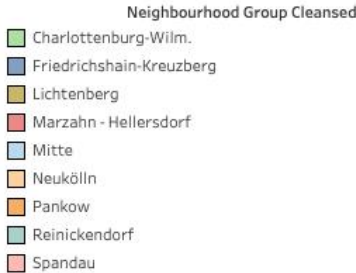 Neighbourhood Group Cleansed
Charlottenburg-Wilm.
Friedrichshain-Kreuzberg
Lichtenberg
Marzahn - Hellersdorf
Mitte
Neukölln
Pankow
Reinickendorf
Spandau